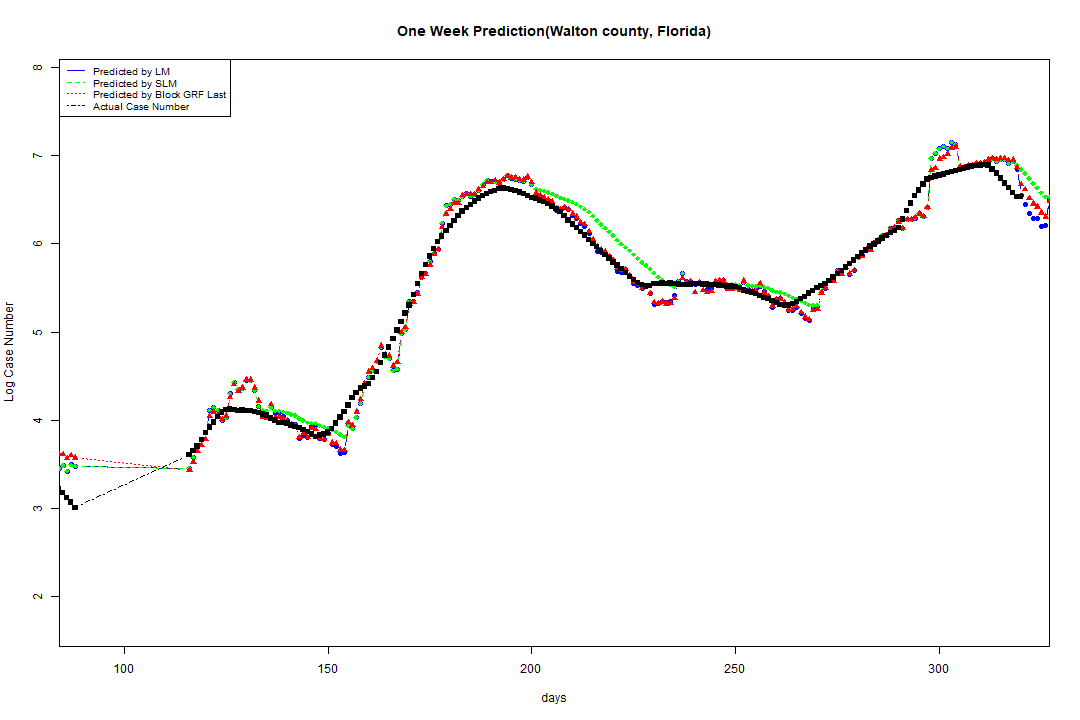 One Week Prediction(Walton county, Florida)
Predicted by LM
Predicted by SLM
Predicted by Block GRF Last
Actual Case Number
8
7
6
5
4
3
2
Log Case Number
100 150 200 250 300
days